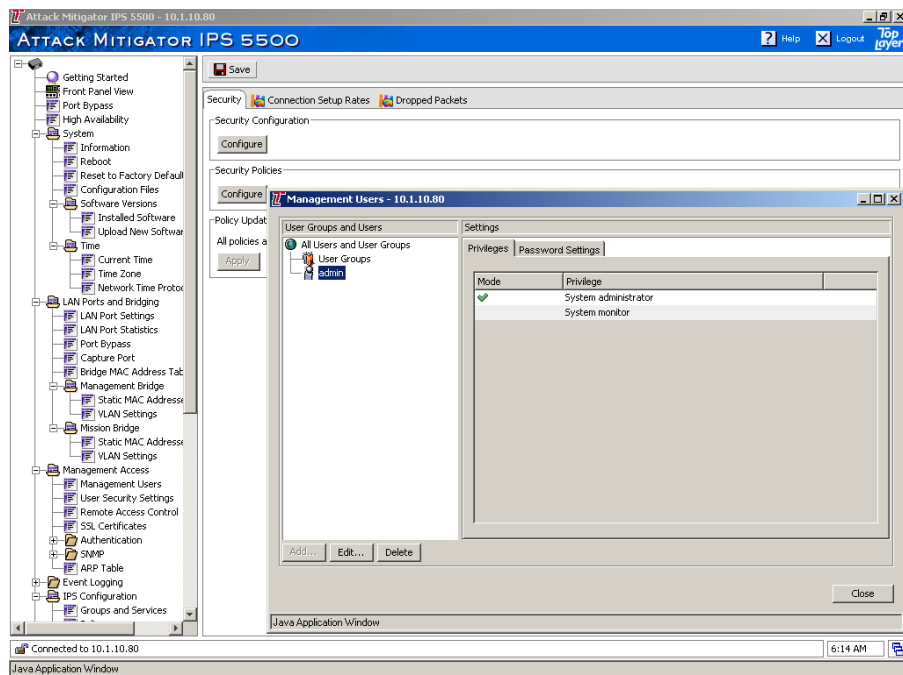 Attack Mitigator IPS 5500 - 10.1.10.80
ATTACK MITIGATOR IPS 5500
? Help
Logout
Top Layer
Getting Started
Front Panel View
Port Bypass
High Availability
System
Information
Reboot
Reset to Factory Default
Configuration Files
Software Versions
Installed Software
Upload New Softwar
Time
Current Time
Time Zone
Network Time Protoc
LAN Ports and Bridging
LAN Port Settings
LAN Port Statistics
Port Bypass
Capture Port
Bridge MAC Address Tab
Management Bridge
Static MAC Addresse
VLAN Settings
Mission Bridge
Static MAC Addresse
VLAN Settings
Management Access
Management Users
User Security Settings
Remote Access Control
SSL Certificates
Authentication
SNMP
ARP Table
Event Logging
IPS Configuration
Groups and Services
Save
Security
Connection Setup Rates
Dropped Packets
Security Configuration
Configure
Security Policies
Configure
Policy Updat
All policies a
Apply
Management Users - 10.1.10.80
User Groups and Users
All Users and User Groups
User Groups
admin
Add...
Edit...
Delete
Settings
Privileges
Password Settings
Mode Privilege
System administrator
System monitor
Close
Java Application Window
Connected to 10.1.10.80
6:14 AM
Java Application Window